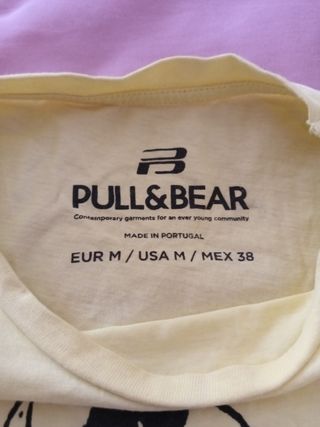 PULL&BEAR
Contemporary garments for an ever young community
MADE IN PORTUGAL
EUR M / USA M / MEX 38